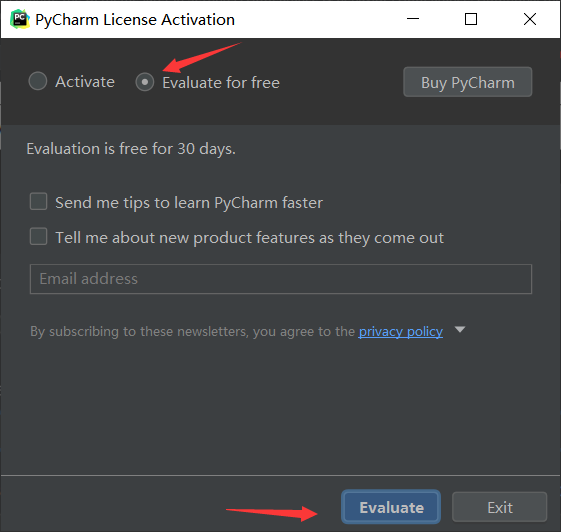 PC
PyCharm License Activation
Activate
Evaluate for free
Buy PyCharm
Evaluation is free for 30 days.
Send me tips to learn PyCharm faster
Tell me about new product features as they come out
Email address
By subscribing to these newsletters, you agree to the privacy policy
Evaluate
Exit